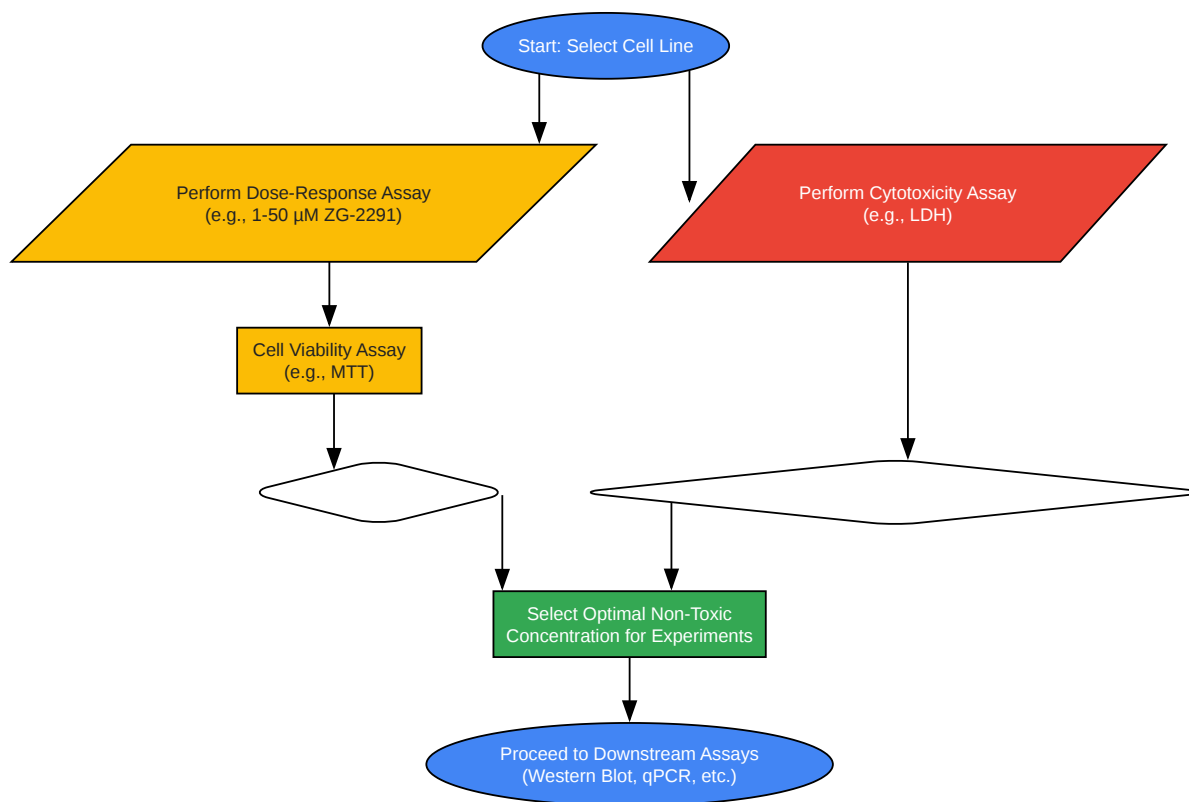 Start: Select Cell Line
Perform Dose-Response Assay
(e.g., 1-50 µM ZG-2291)
Perform Cytotoxicity Assay
(e.g., LDH)
Cell Viability Assay
(e.g., MTT)
Select Optimal Non-Toxic
Concentration for Experiments
Proceed to Downstream Assays
(Western Blot, qPCR, etc.)